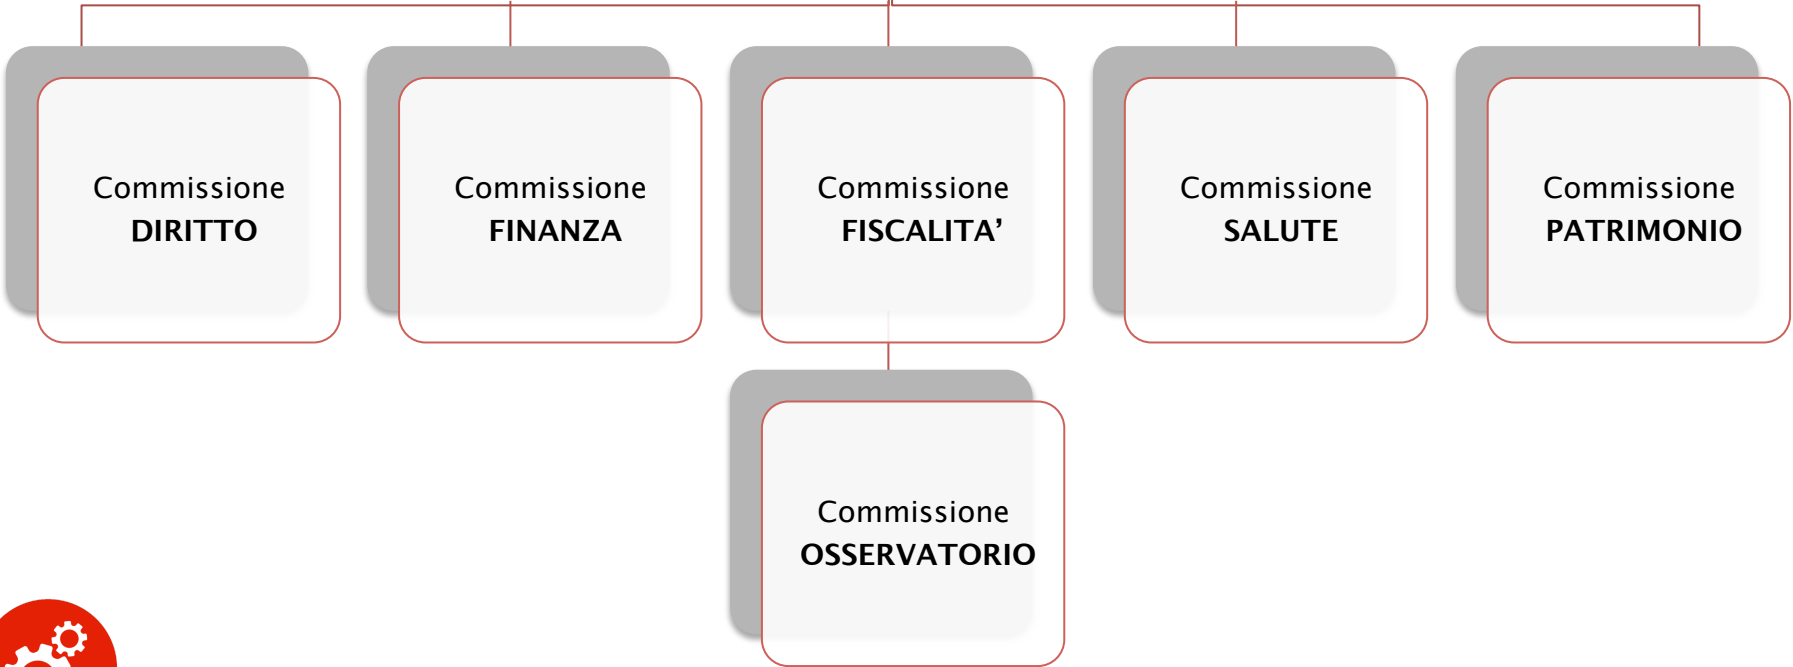 Commissione
DIRITTO
Commissione
FINANZA
Commissione
FISCALITA’
Commissione
SALUTE
Commissione
PATRIMONIO
Commissione
OSSERVATORIO